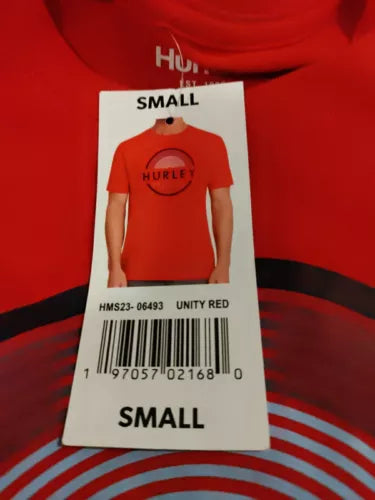 SMALL
HURLEY
HMS23- 06493 UNITY RED
1 97057 02168 0
SMALL